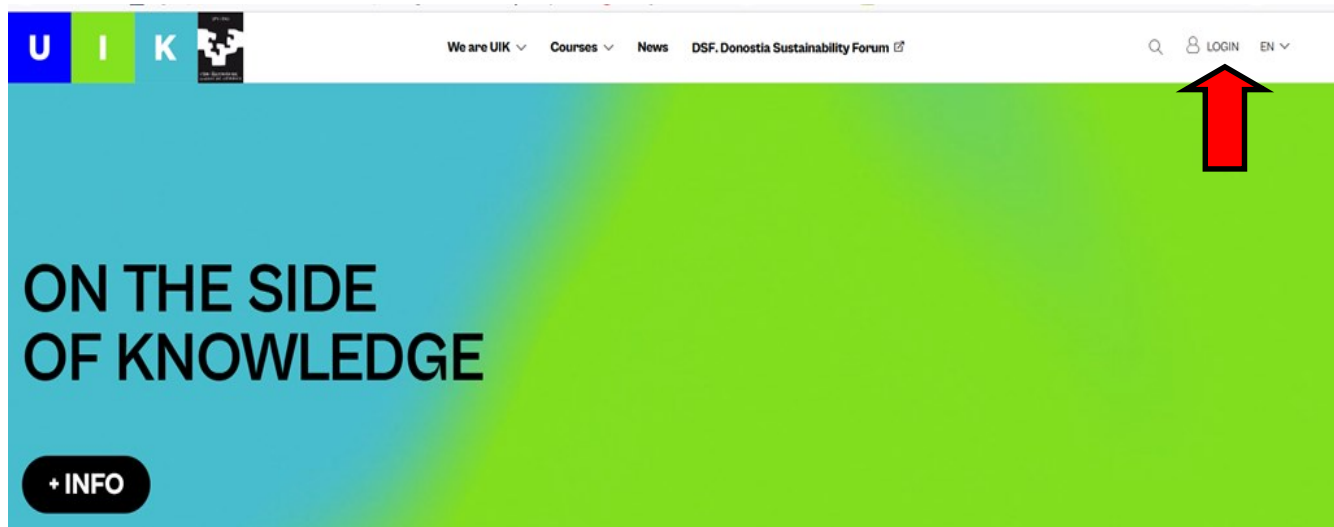 U I K
We are UIK Courses News DSF. Donostia Sustainability Forum
LOGIN EN
ON THE SIDE
OF KNOWLEDGE
+ INFO